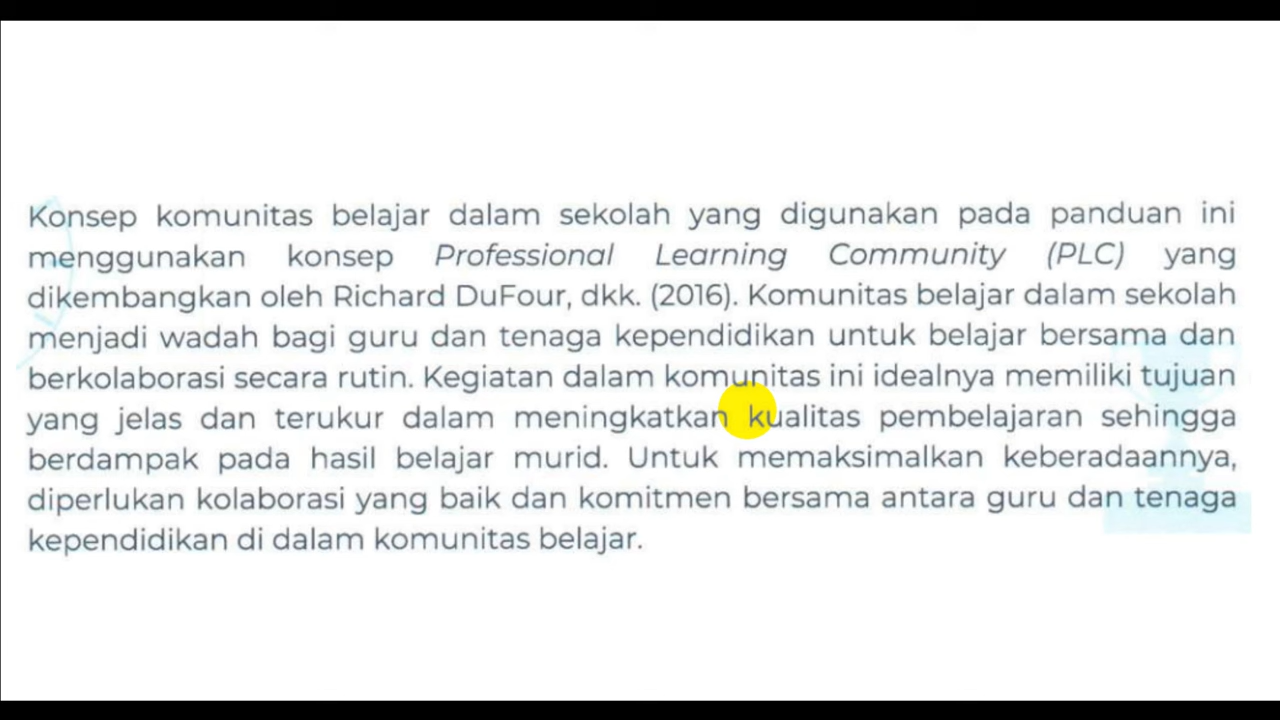 Konsep komunitas belajar dalam sekolah yang digunakan pada panduan ini
menggunakan konsep Professional Learning Community (PLC) yang
dikembangkan oleh Richard DuFour, dkk. (2016). Komunitas belajar dalam sekolah
menjadi wadah bagi guru dan tenaga kependidikan untuk belajar bersama dan
berkolaborasi secara rutin. Kegiatan dalam komunitas ini idealnya memiliki tujuan
yang jelas dan terukur dalam meningkatkan kualitas pembelajaran sehingga
berdampak pada hasil belajar murid. Untuk memaksimalkan keberadaannya,
diperlukan kolaborasi yang baik dan komitmen bersama antara guru dan tenaga
kependidikan di dalam komunitas belajar.